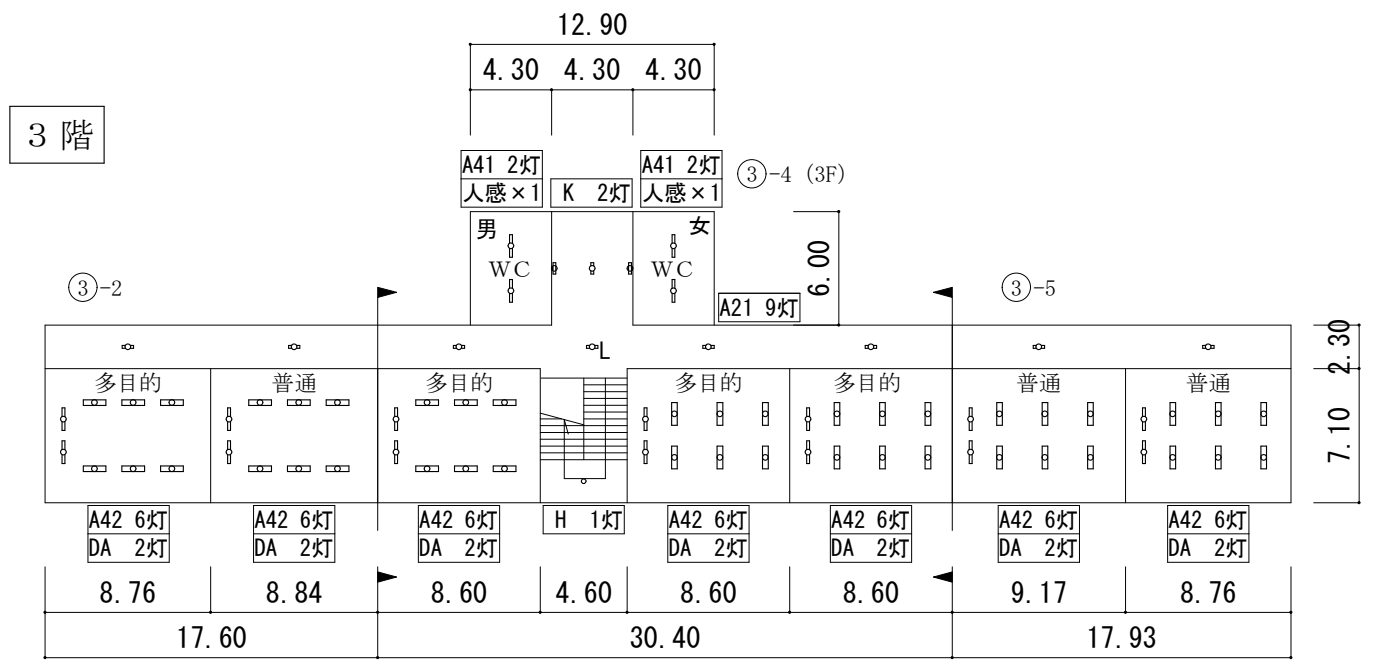 12.90
4.30 4.30 4.30
3 階
A41 2灯
人感×1
K 2灯
A41 2灯
人感×1
③-4 (3F)
男
WC
女
WC
6.00
③-2
③-5
A21 9灯
L
2.30
多目的
普通
多目的
多目的
多目的
普通
普通
7.10
A42 6灯
DA 2灯
A42 6灯
DA 2灯
A42 6灯
DA 2灯
H 1灯
A42 6灯
DA 2灯
A42 6灯
DA 2灯
A42 6灯
DA 2灯
A42 6灯
DA 2灯
8.76 8.84 8.60 4.60 8.60 8.60 9.17 8.76
17.60 30.40 17.93